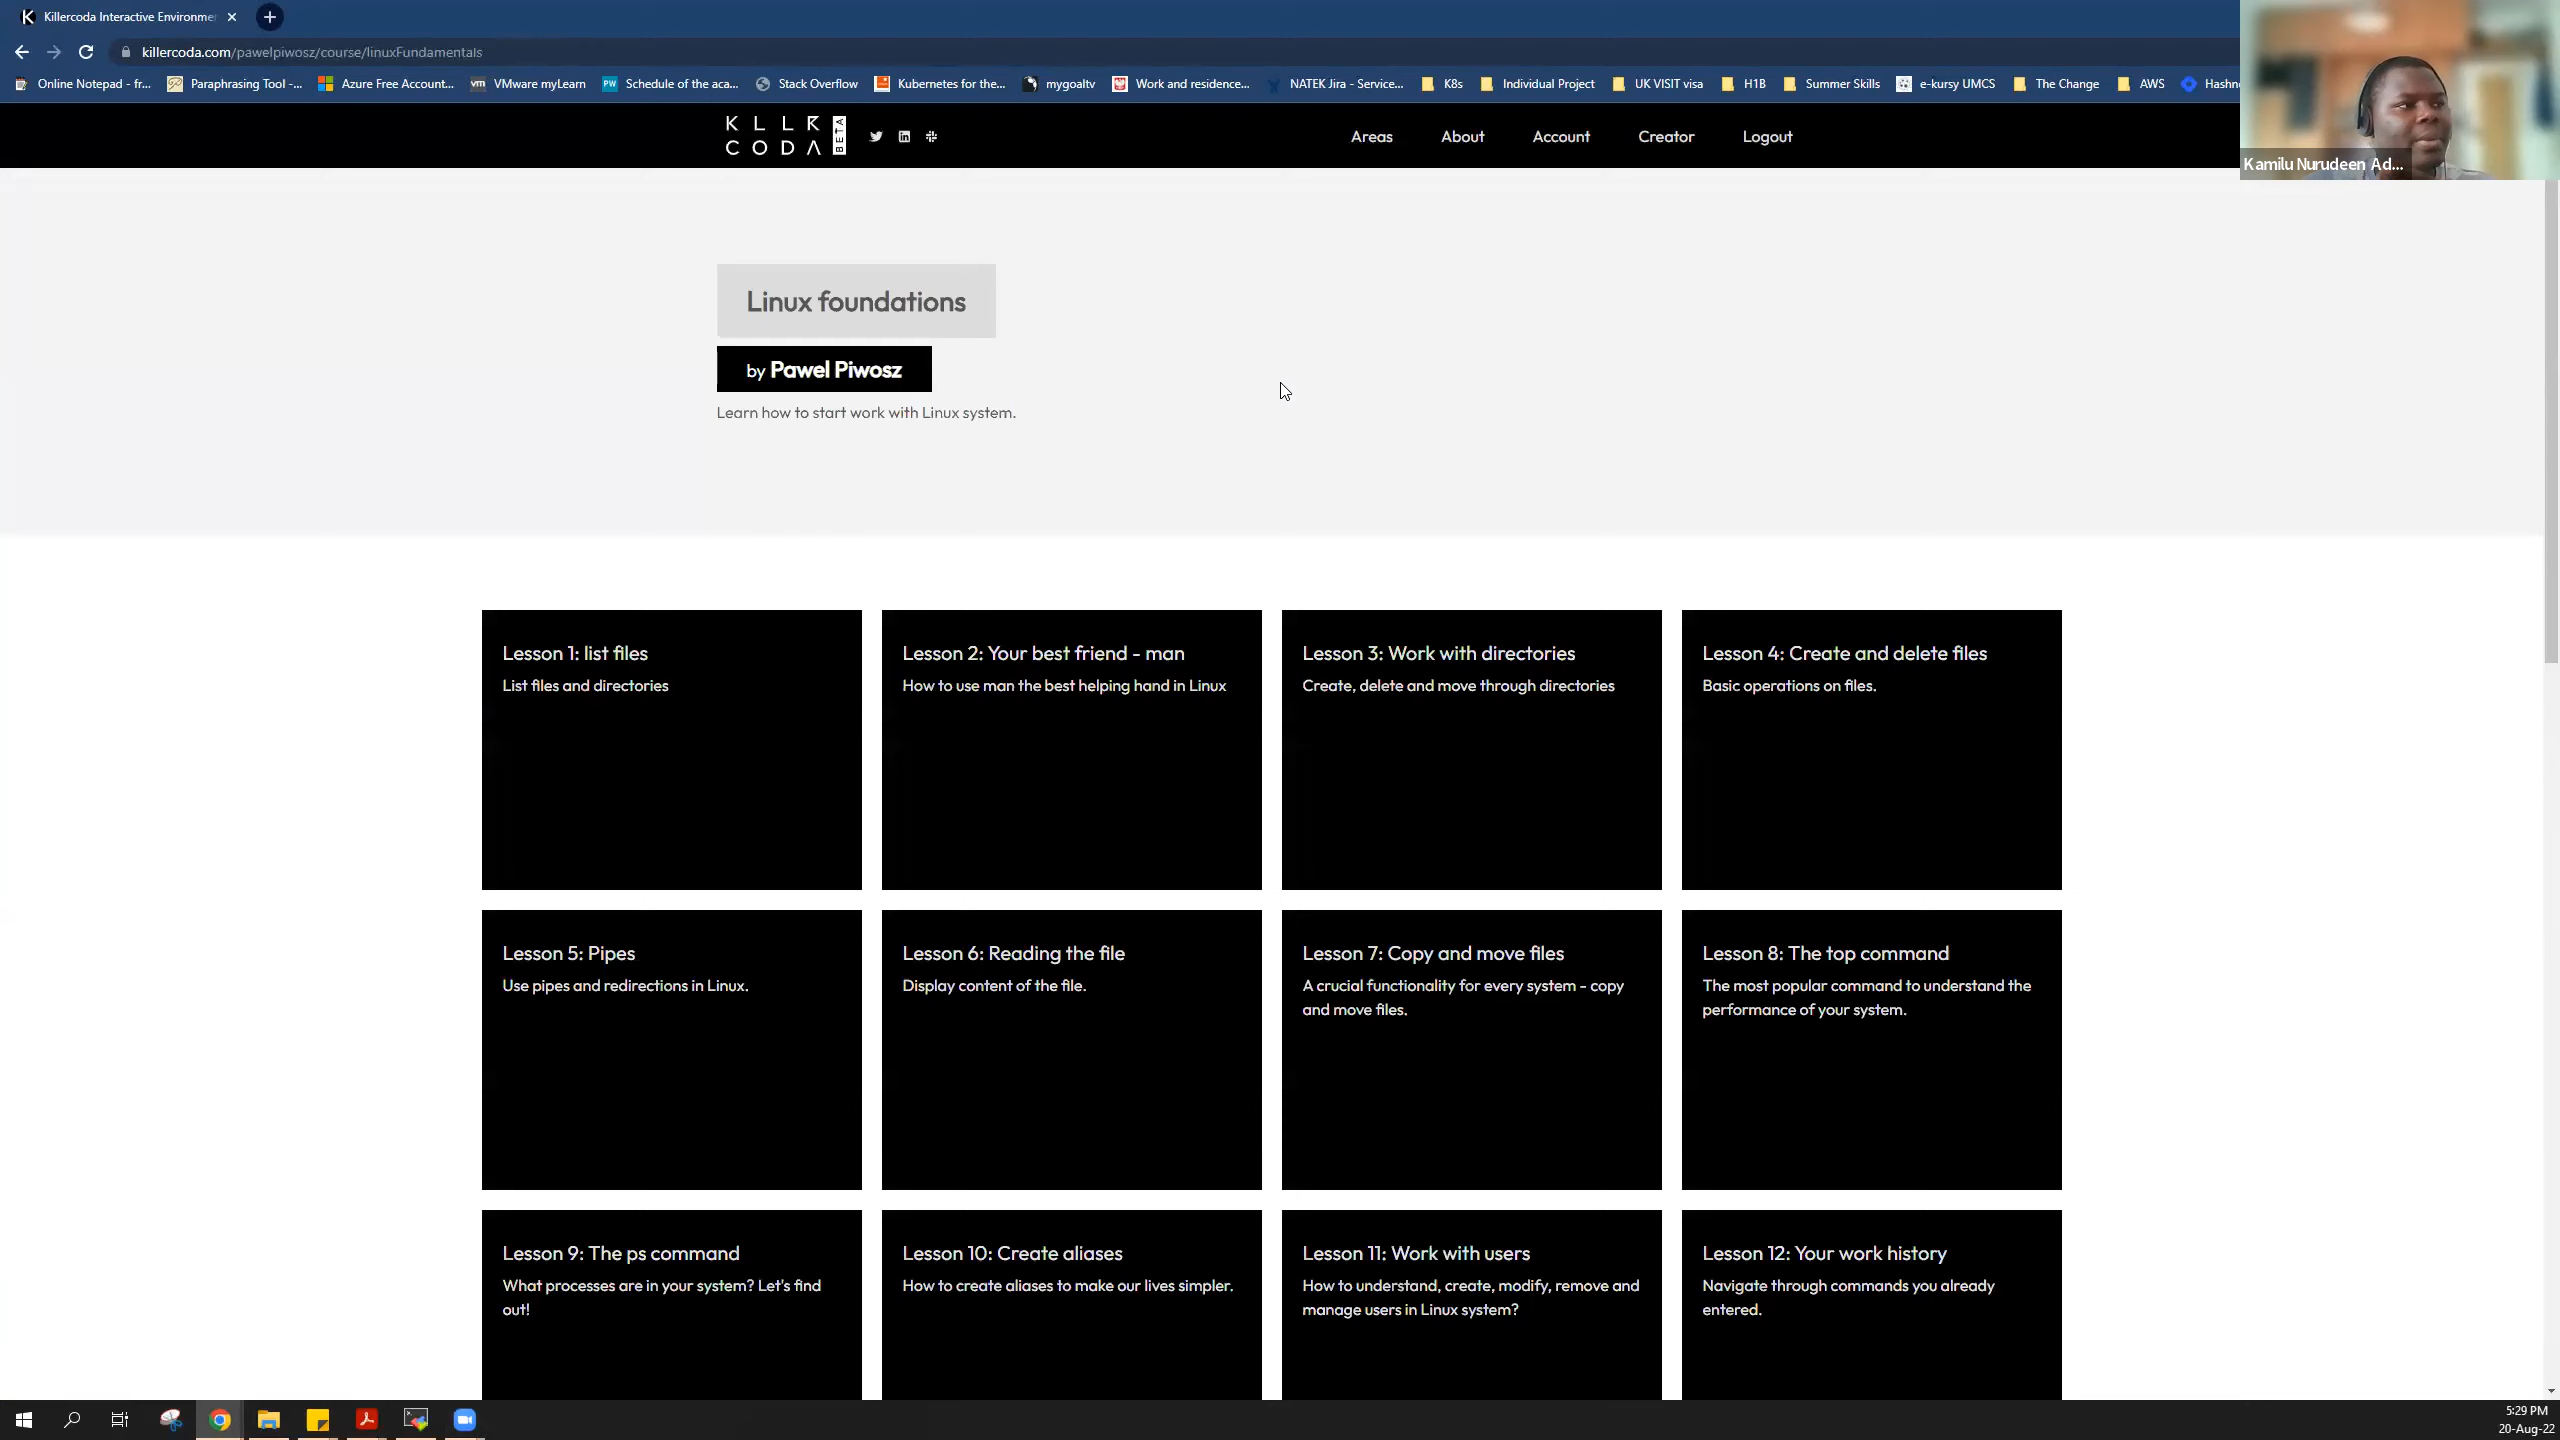 Killercoda Interactive Environme
killercoda.com/pawelpiwosz/course/linuxFundamentals
Online Notepad - fr... Paraphrasing Tool -... Azure Free Account... VMware myLearn Schedule of the aca... Stack Overflow Kubernetes for the... mygoaltv Work and residence... NATEK Jira - Service... K8s Individual Project UK VISIT visa H1B Summer Skills e-kursy UMCS The Change AWS Hashn
KLLR
CODA BETA
Areas About Account Creator Logout
Kamilu Nurudeen Ad...
Linux foundations
by Pawel Piwosz
Learn how to start work with Linux system.
Lesson 1: list files
List files and directories
Lesson 2: Your best friend - man
How to use man the best helping hand in Linux
Lesson 3: Work with directories
Create, delete and move through directories
Lesson 4: Create and delete files
Basic operations on files.
Lesson 5: Pipes
Use pipes and redirections in Linux.
Lesson 6: Reading the file
Display content of the file.
Lesson 7: Copy and move files
A crucial functionality for every system - copy
and move files.
Lesson 8: The top command
The most popular command to understand the
performance of your system.
Lesson 9: The ps command
What processes are in your system? Let's find
out!
Lesson 10: Create aliases
How to create aliases to make our lives simpler.
Lesson 11: Work with users
How to understand, create, modify, remove and
manage users in Linux system?
Lesson 12: Your work history
Navigate through commands you already
entered.
5:29 PM
20-Aug-22